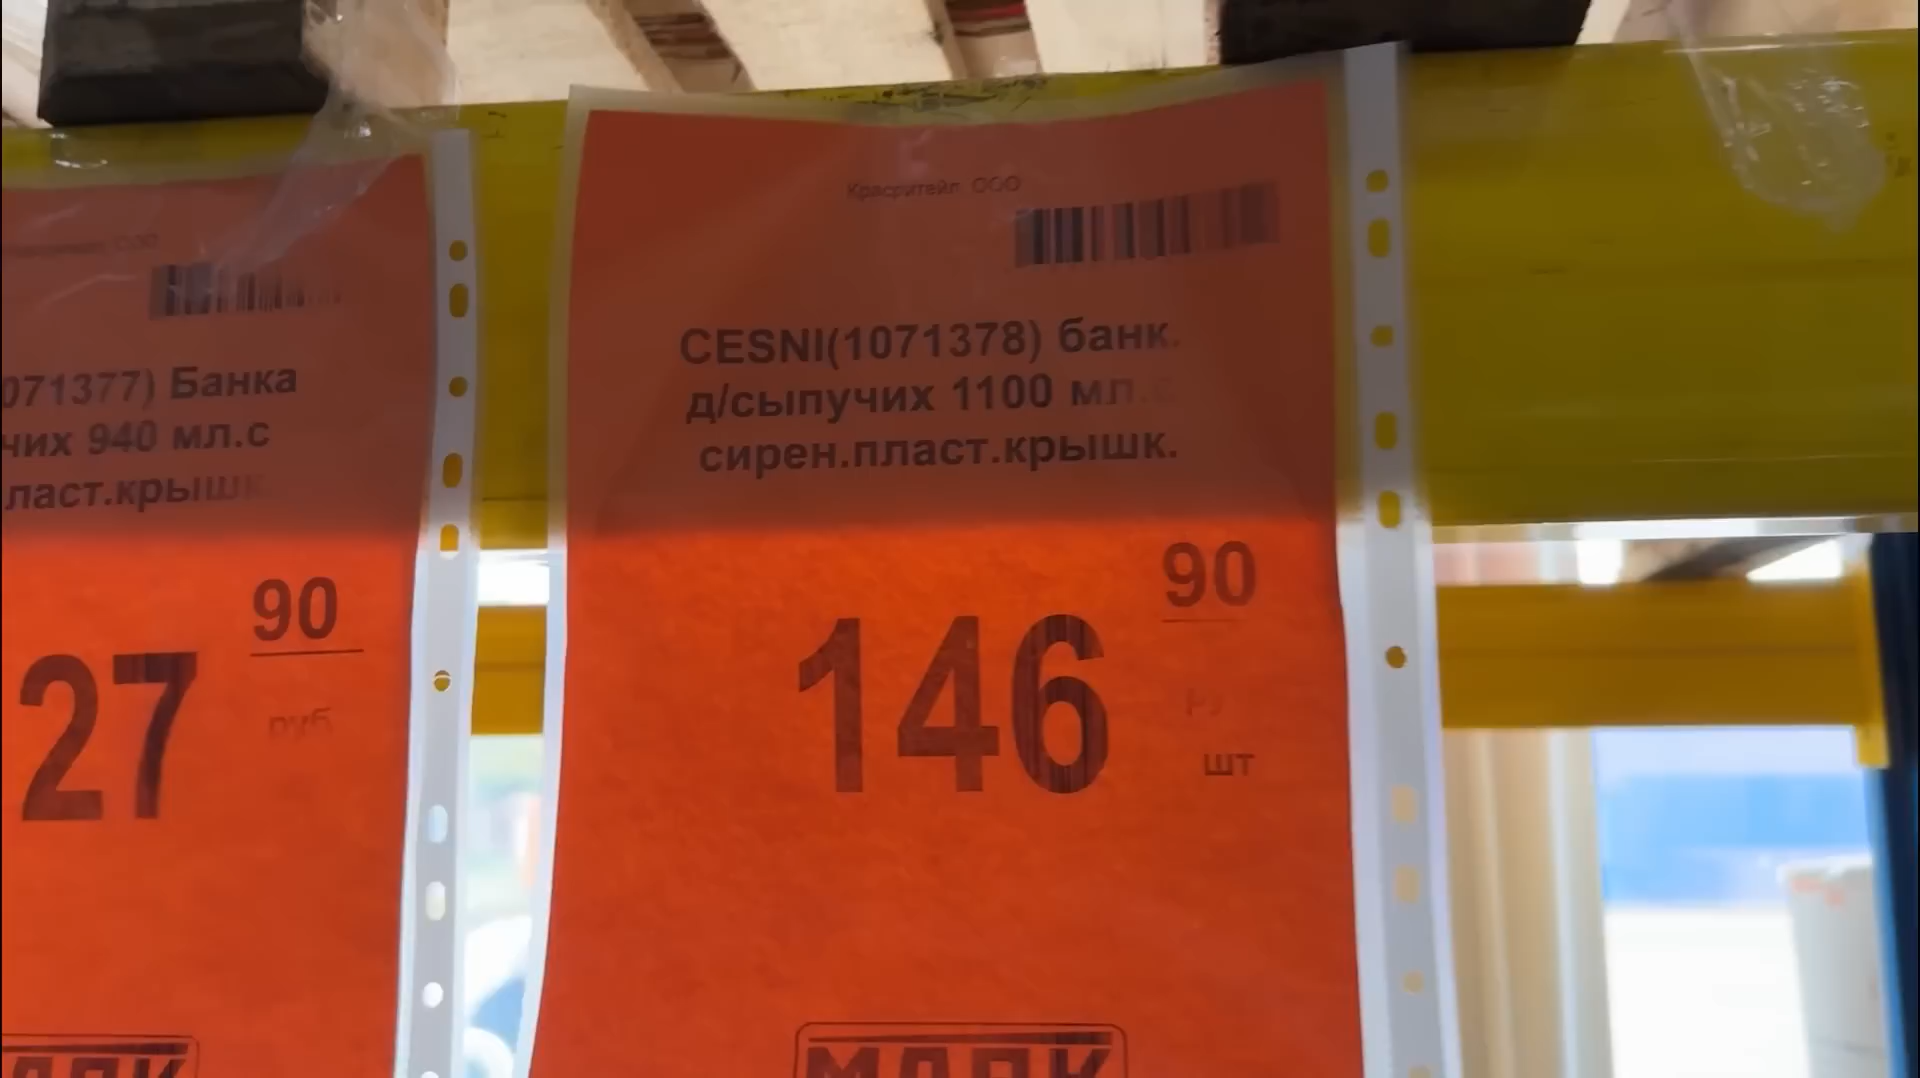 071377) Банка
чих 940 мл.с
ласт.крышк
90
27
руб
Красритейл, ООО
CESNI(1071378) банк.
д/сыпучих 1100 мл.с
сирен.пласт.крышк.
90
146
шт